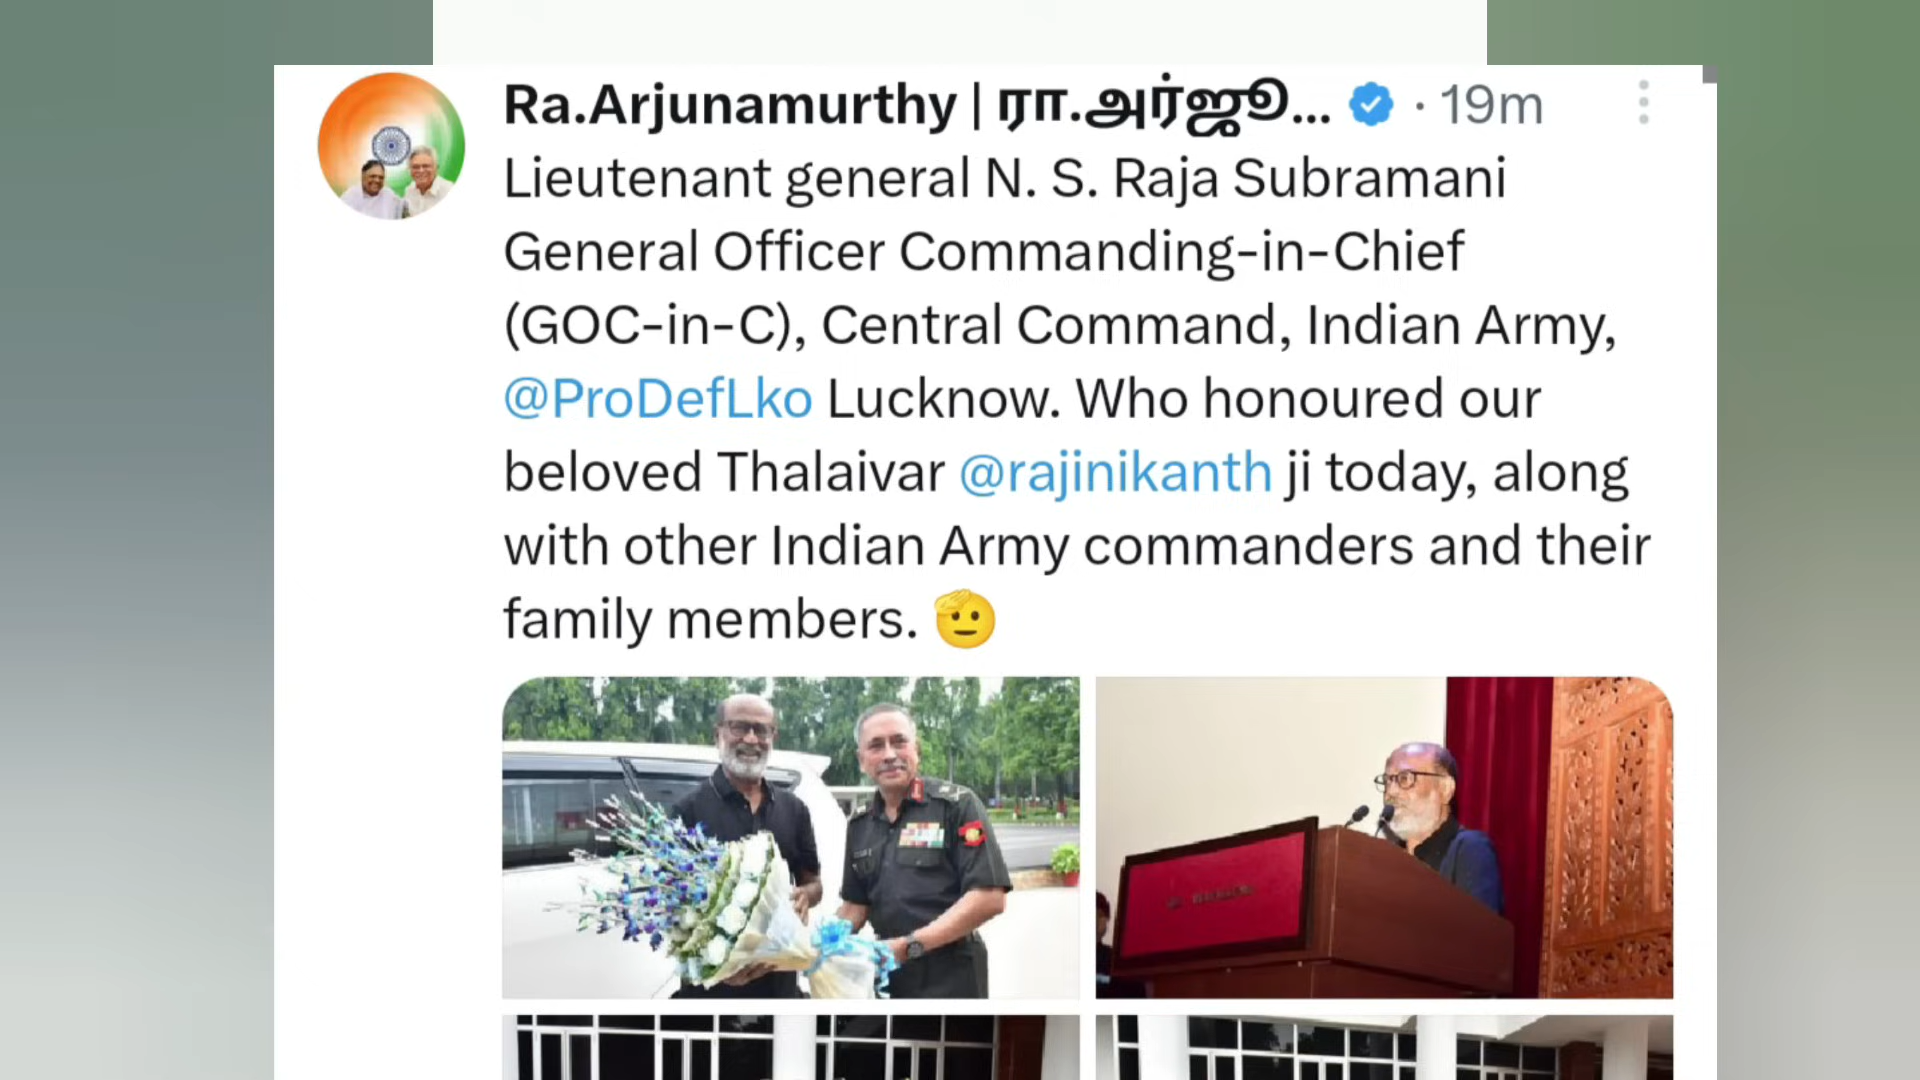 Ra.Arjunamurthy | ரா.அர்ஜூ... · 19m
Lieutenant general N. S. Raja Subramani
General Officer Commanding-in-Chief
(GOC-in-C), Central Command, Indian Army,
@ProDefLko Lucknow. Who honoured our
beloved Thalaivar @rajinikanth ji today, along
with other Indian Army commanders and their
family members. 🫡